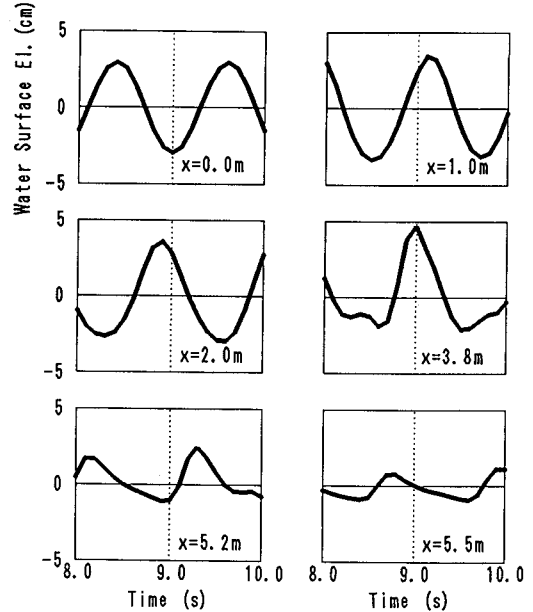 Water Surface El. (cm)
5
0
-5
x=0.0m
x=1.0m
5
0
-5
x=2.0m
x=3.8m
5
0
-5
x=5.2m
x=5.5m
8.0 9.0 10.0
8.0 9.0 10.0
Time (s)
Time (s)